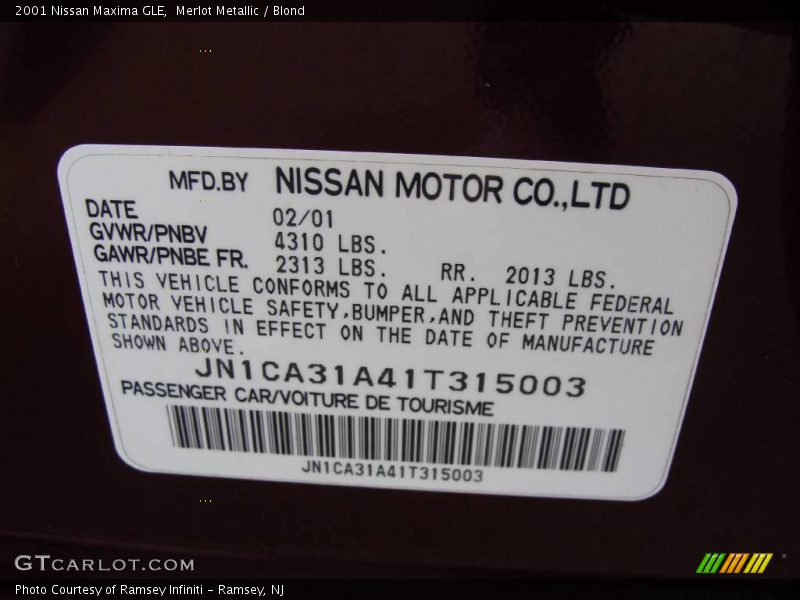 2001 Nissan Maxima GLE,  Merlot Metallic / Blond
MFD.BY NISSAN MOTOR CO.,LTD
DATE 02/01
GVWR/PNBV 4310 LBS.
GAWR/PNBE FR. 2313 LBS. RR. 2013 LBS.
THIS VEHICLE CONFORMS TO ALL APPLICABLE FEDERAL
MOTOR VEHICLE SAFETY,BUMPER,AND THEFT PREVENTION
STANDARDS IN EFFECT ON THE DATE OF MANUFACTURE
SHOWN ABOVE.
JN1CA31A41T315003
PASSENGER CAR/VOITURE DE TOURISME
JN1CA31A41T315003
GTCARLOT.COM
Photo Courtesy of Ramsey Infiniti - Ramsey, NJ